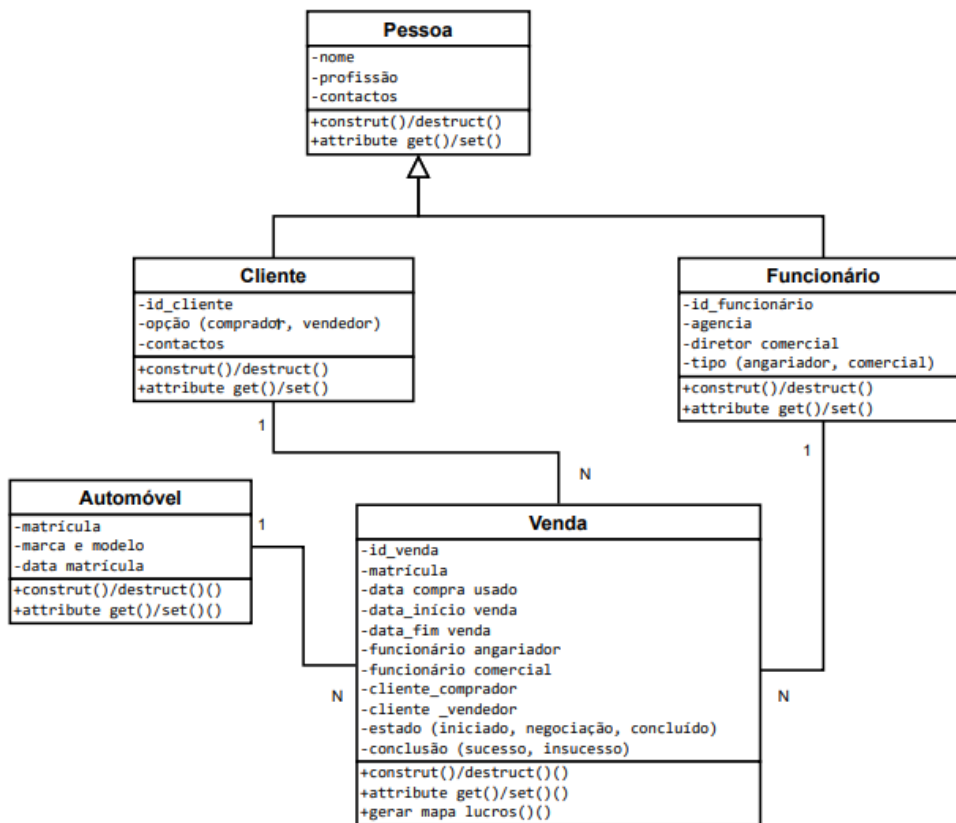 Pessoa
-nome
-profissão
-contactos
+construt()/destruct()
+attribute get()/set()
Cliente
-id_cliente
-opção (comprador, vendedor)
-contactos
+construt()/destruct()
+attribute get()/set()
Funcionário
-id_funcionário
-agencia
-diretor comercial
-tipo (angariador, comercial)
+construt()/destruct()
+attribute get()/set()
1
1
N
Automóvel
-matrícula
-marca e modelo
-data matrícula
+construt()/destruct()()
+attribute get()/set()()
1
Venda
-id_venda
-matrícula
-data compra usado
-data_início venda
-data_fim venda
-funcionário angariador
-funcionário comercial
-cliente_comprador
-cliente _vendedor
-estado (iniciado, negociação, concluído)
-conclusão (sucesso, insucesso)
+construt()/destruct()()
+attribute get()/set()()
+gerar mapa lucros()()
N
N